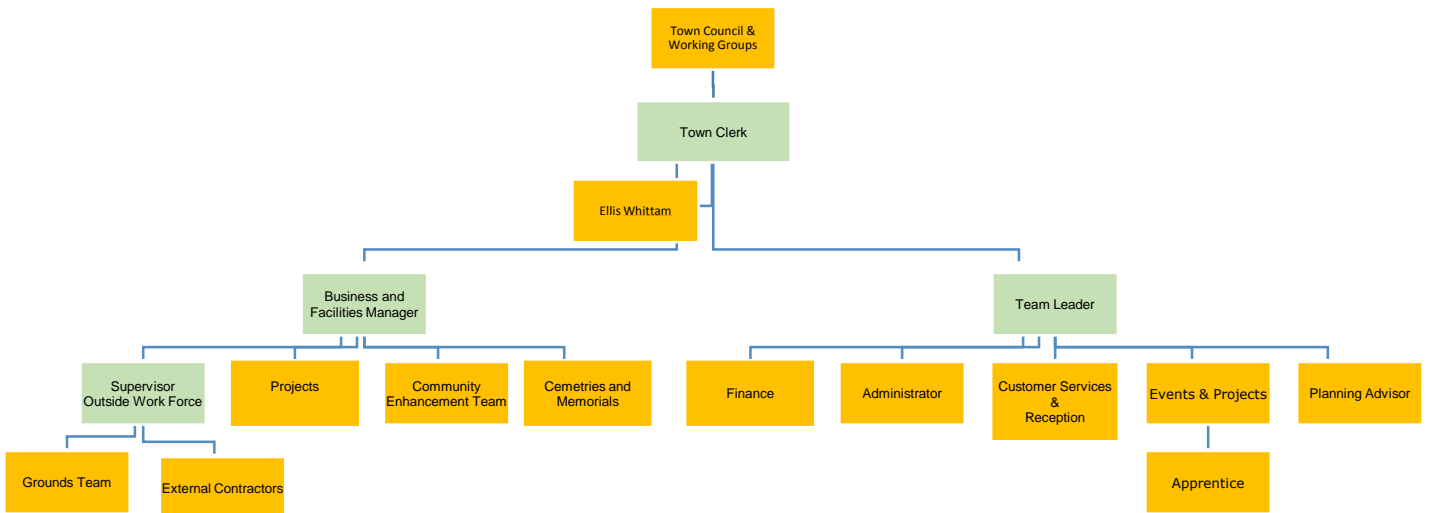 Town Council &
Working Groups
Town Clerk
Ellis Whittam
Business and
Facilities Manager
Team Leader
Supervisor
Outside Work Force
Projects
Community
Enhancement Team
Cemetries and
Memorials
Finance
Administrator
Customer Services
&
Reception
Events & Projects
Planning Advisor
Grounds Team
External Contractors
Apprentice